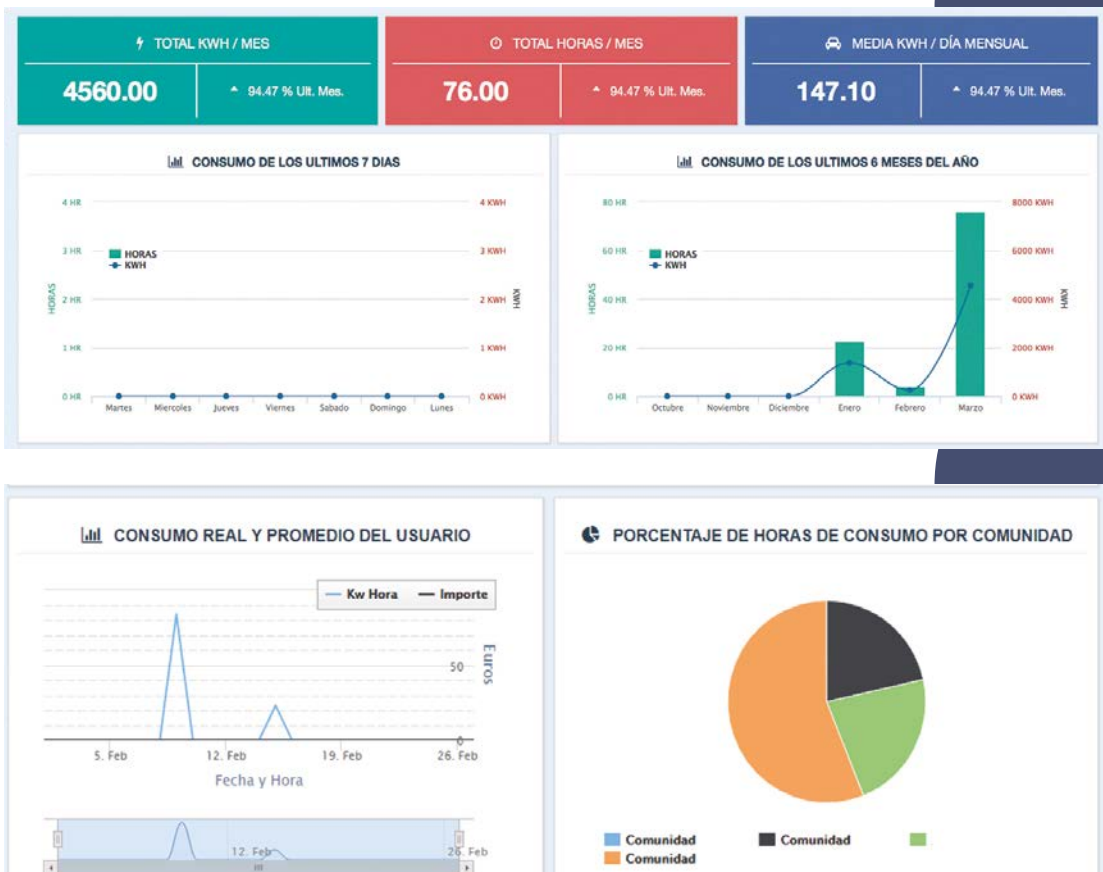 TOTAL KWH / MES
4560.00
94.47 % Ult. Mes.
TOTAL HORAS / MES
76.00
94.47 % Ult. Mes.
MEDIA KWH / DÍA MENSUAL
147.10
94.47 % Ult. Mes.
CONSUMO DE LOS ULTIMOS 7 DIAS
4 HR
3 HR
2 HR
1 HR
0 HR
HORAS
HORAS
KWH
4 KWH
3 KWH
2 KWH
1 KWH
0 KWH
KWH
Martes Miercoles Jueves Viernes Sabado Domingo Lunes
CONSUMO DE LOS ULTIMOS 6 MESES DEL AÑO
80 HR
60 HR
40 HR
20 HR
0 HR
HORAS
HORAS
KWH
8000 KWH
6000 KWH
4000 KWH
2000 KWH
0 KWH
KWH
Octubre Noviembre Diciembre Enero Febrero Marzo
CONSUMO REAL Y PROMEDIO DEL USUARIO
Kw Hora Importe
50
0
Euros
5. Feb 12. Feb 19. Feb 26. Feb
Fecha y Hora
12. Feb 26. Feb
PORCENTAJE DE HORAS DE CONSUMO POR COMUNIDAD
Comunidad Comunidad
Comunidad